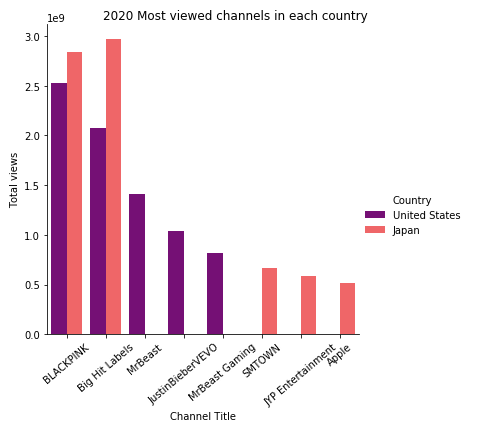 2020 Most viewed channels in each country
1e9
3.0
2.5
2.0
1.5
1.0
0.5
0.0
Total views
BLACKPINK
Big Hit Labels
MrBeast
JustinBieberVEVO
MrBeast Gaming
SMTOWN
JYP Entertainment
Apple
Channel Title
Country
United States
Japan